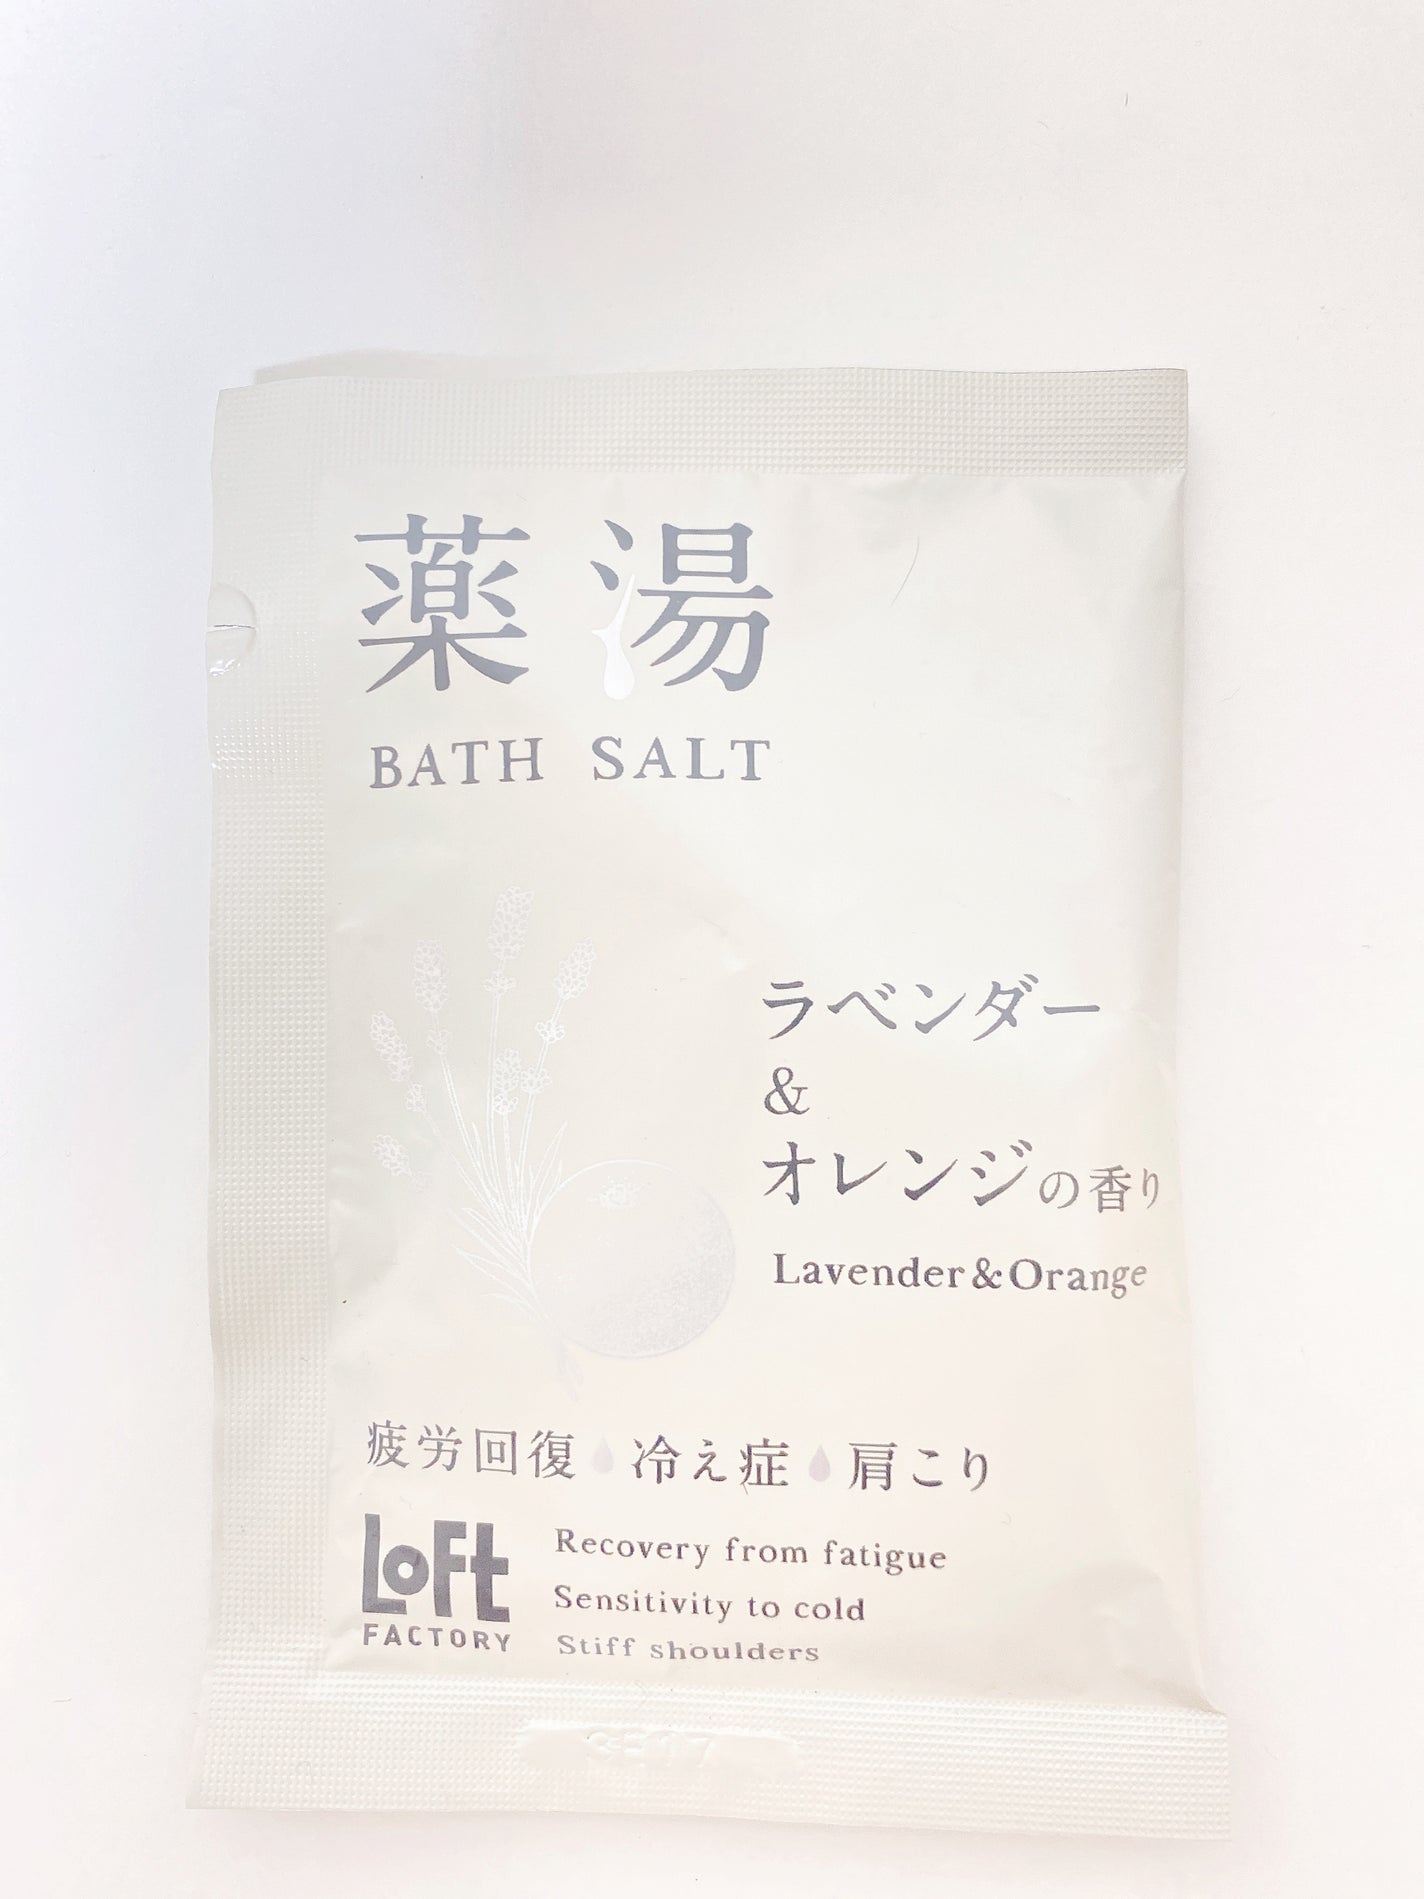 薬湯
BATH SALT
ラベンダー
&
オレンジの香り
Lavender&Orange
疲労回復 冷え症 肩こり
LOFT
FACTORY
Recovery from fatigue
Sensitivity to cold
Stiff shoulders